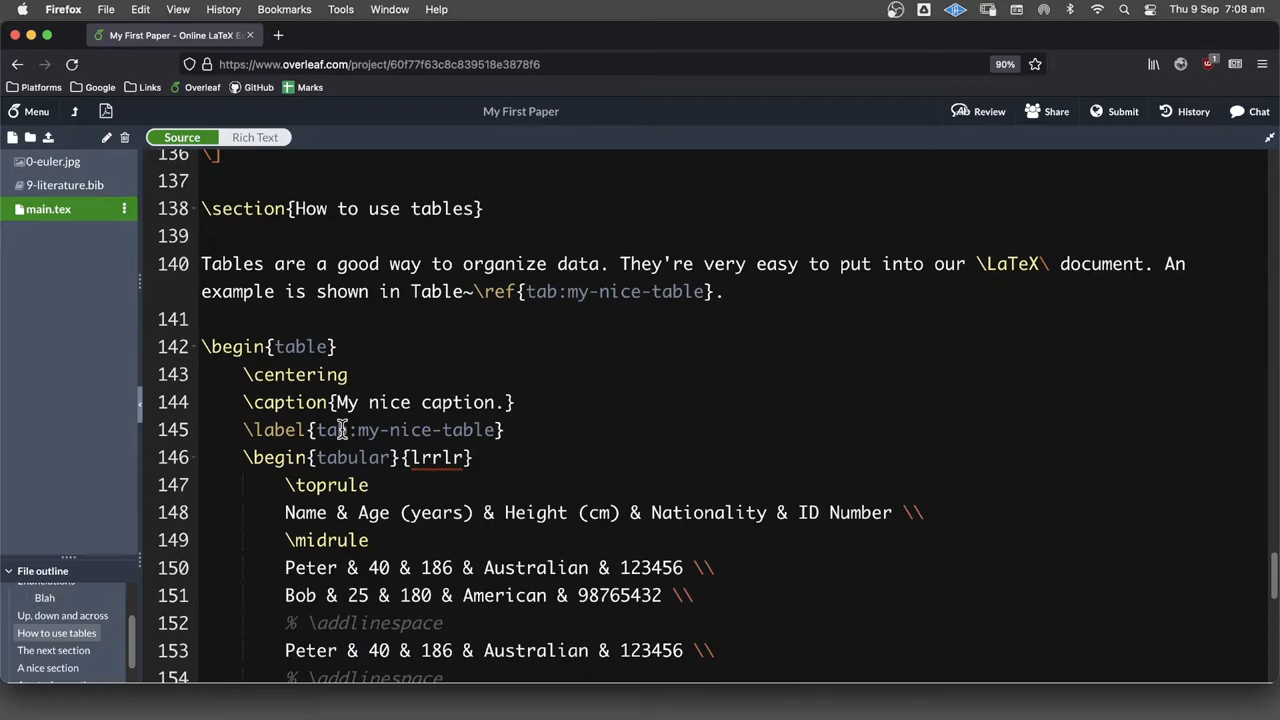 Firefox File Edit View History Bookmarks Tools Window Help Thu 9 Sep 7:08 am
My First Paper - Online LaTeX E
https://www.overleaf.com/project/60f77f63c8c839518e3878f6 90% 1
Platforms Google Links Overleaf GitHub Marks
Menu My First Paper Review Share Submit History Chat
Source Rich Text
0-euler.jpg
9-literature.bib
main.tex
136 \]
137
138 \section{How to use tables}
139
140 Tables are a good way to organize data. They're very easy to put into our \LaTeX\ document. An
example is shown in Table~\ref{tab:my-nice-table}.
141
142 \begin{table}
143 \centering
144 \caption{My nice caption.}
145 \label{tab:my-nice-table}
146 \begin{tabular}{lrrlr}
147 \toprule
148 Name & Age (years) & Height (cm) & Nationality & ID Number \\
149 \midrule
150 Peter & 40 & 186 & Australian & 123456 \\
151 Bob & 25 & 180 & American & 98765432 \\
152 % \addlinespace
153 Peter & 40 & 186 & Australian & 123456 \\
154 % \addlinespace
File outline
Blah
Up, down and across
How to use tables
The next section
A nice section